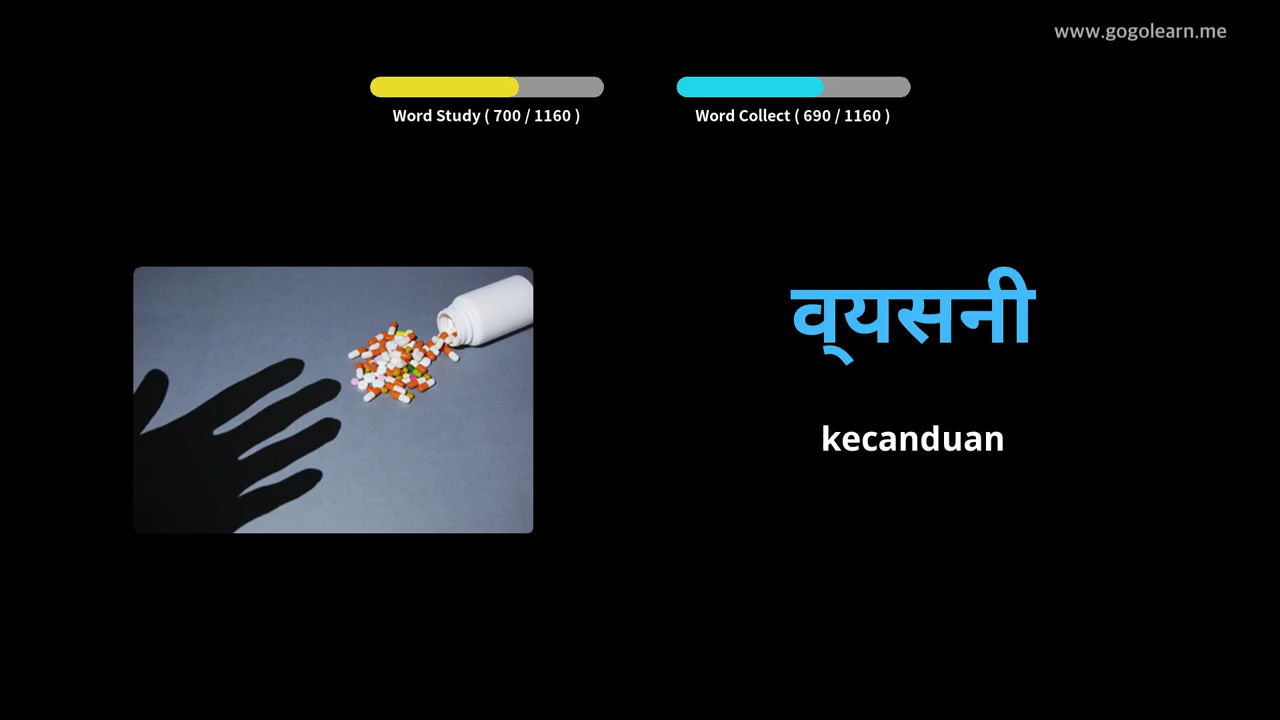 www.gogolearn.me
Word Study ( 700 / 1160 )
Word Collect ( 690 / 1160 )
व्‌यसनी
kecanduan